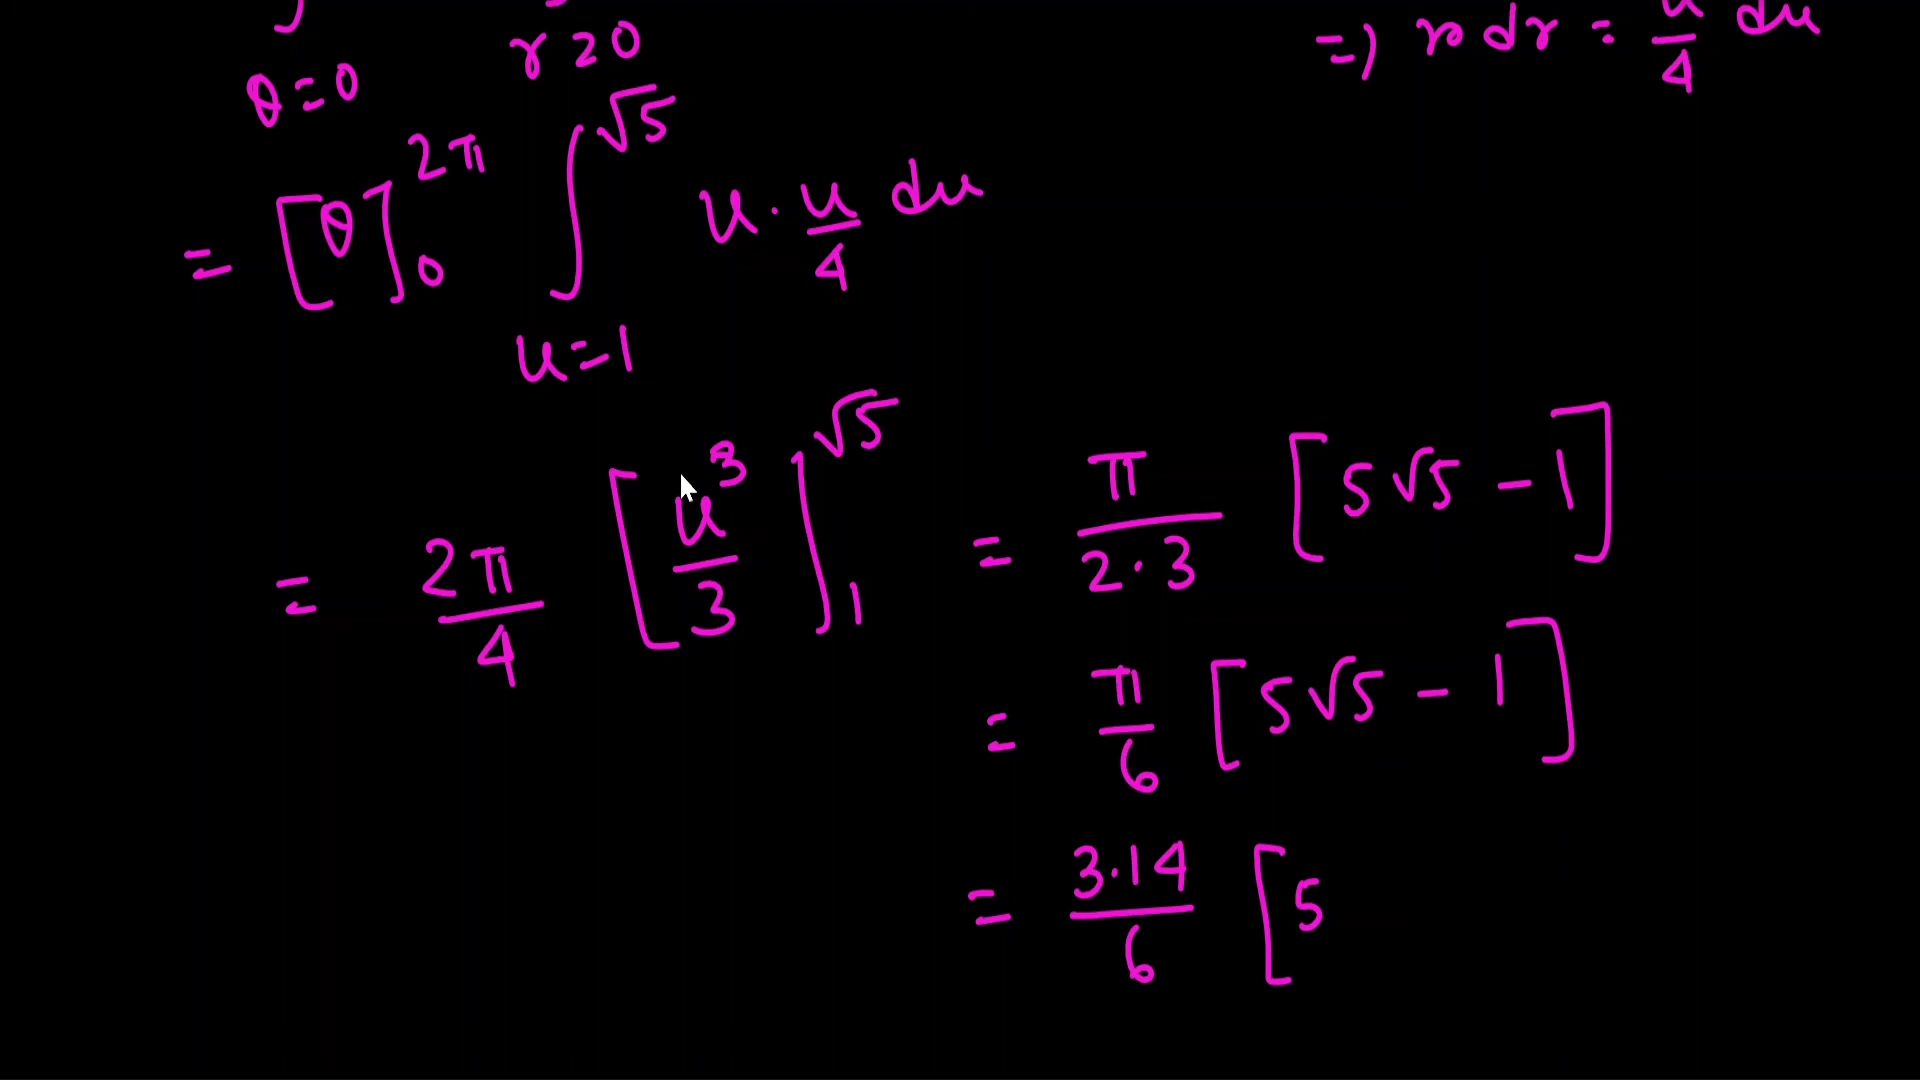 θ=0 r=0 => r dr = u/4 du
= [θ]₀^2π ∫_{u=1}^{√5} u · u/4 du
= 2π/4 [u³/3]₁^√5 = π/2·3 [5√5 - 1]
= π/6 [5√5 - 1]
= 3.14/6 [5